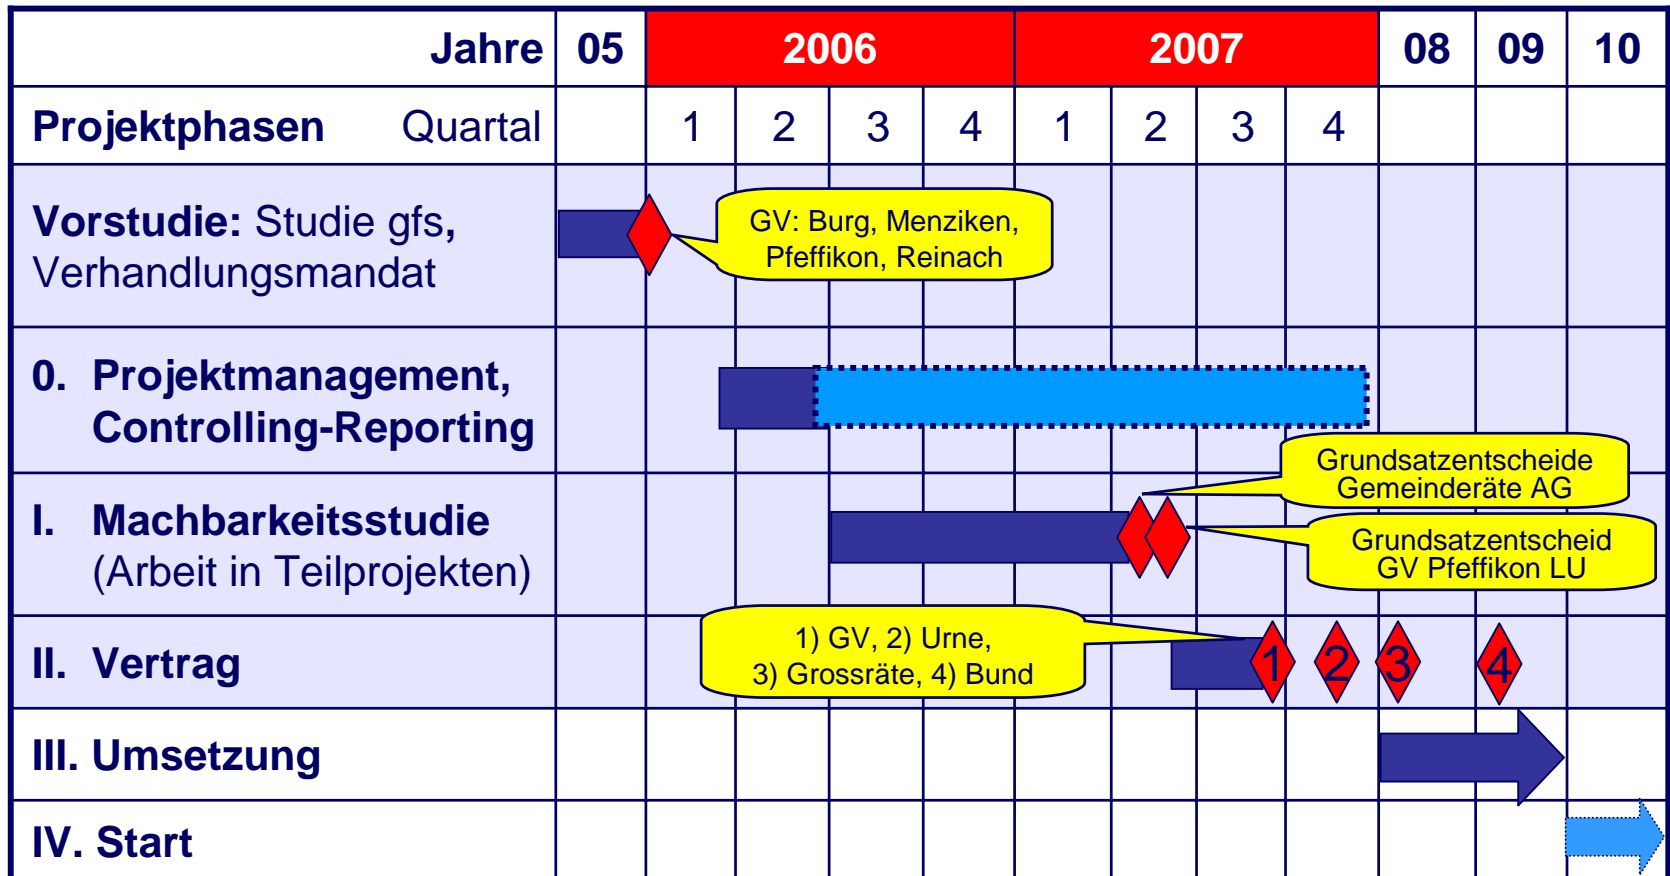 Jahre 05 2006 2007 08 09 10
Projektphasen Quartal 1 2 3 4 1 2 3 4
Vorstudie: Studie gfs,
Verhandlungsmandat
GV: Burg, Menziken,
Pfeffikon, Reinach
0. Projektmanagement,
Controlling-Reporting
I. Machbarkeitsstudie
(Arbeit in Teilprojekten)
Grundsatzentscheide
Gemeinderäte AG
Grundsatzentscheid
GV Pfeffikon LU
II. Vertrag
1) GV, 2) Urne,
3) Grossräte, 4) Bund
1 2 3 4
III. Umsetzung
IV. Start